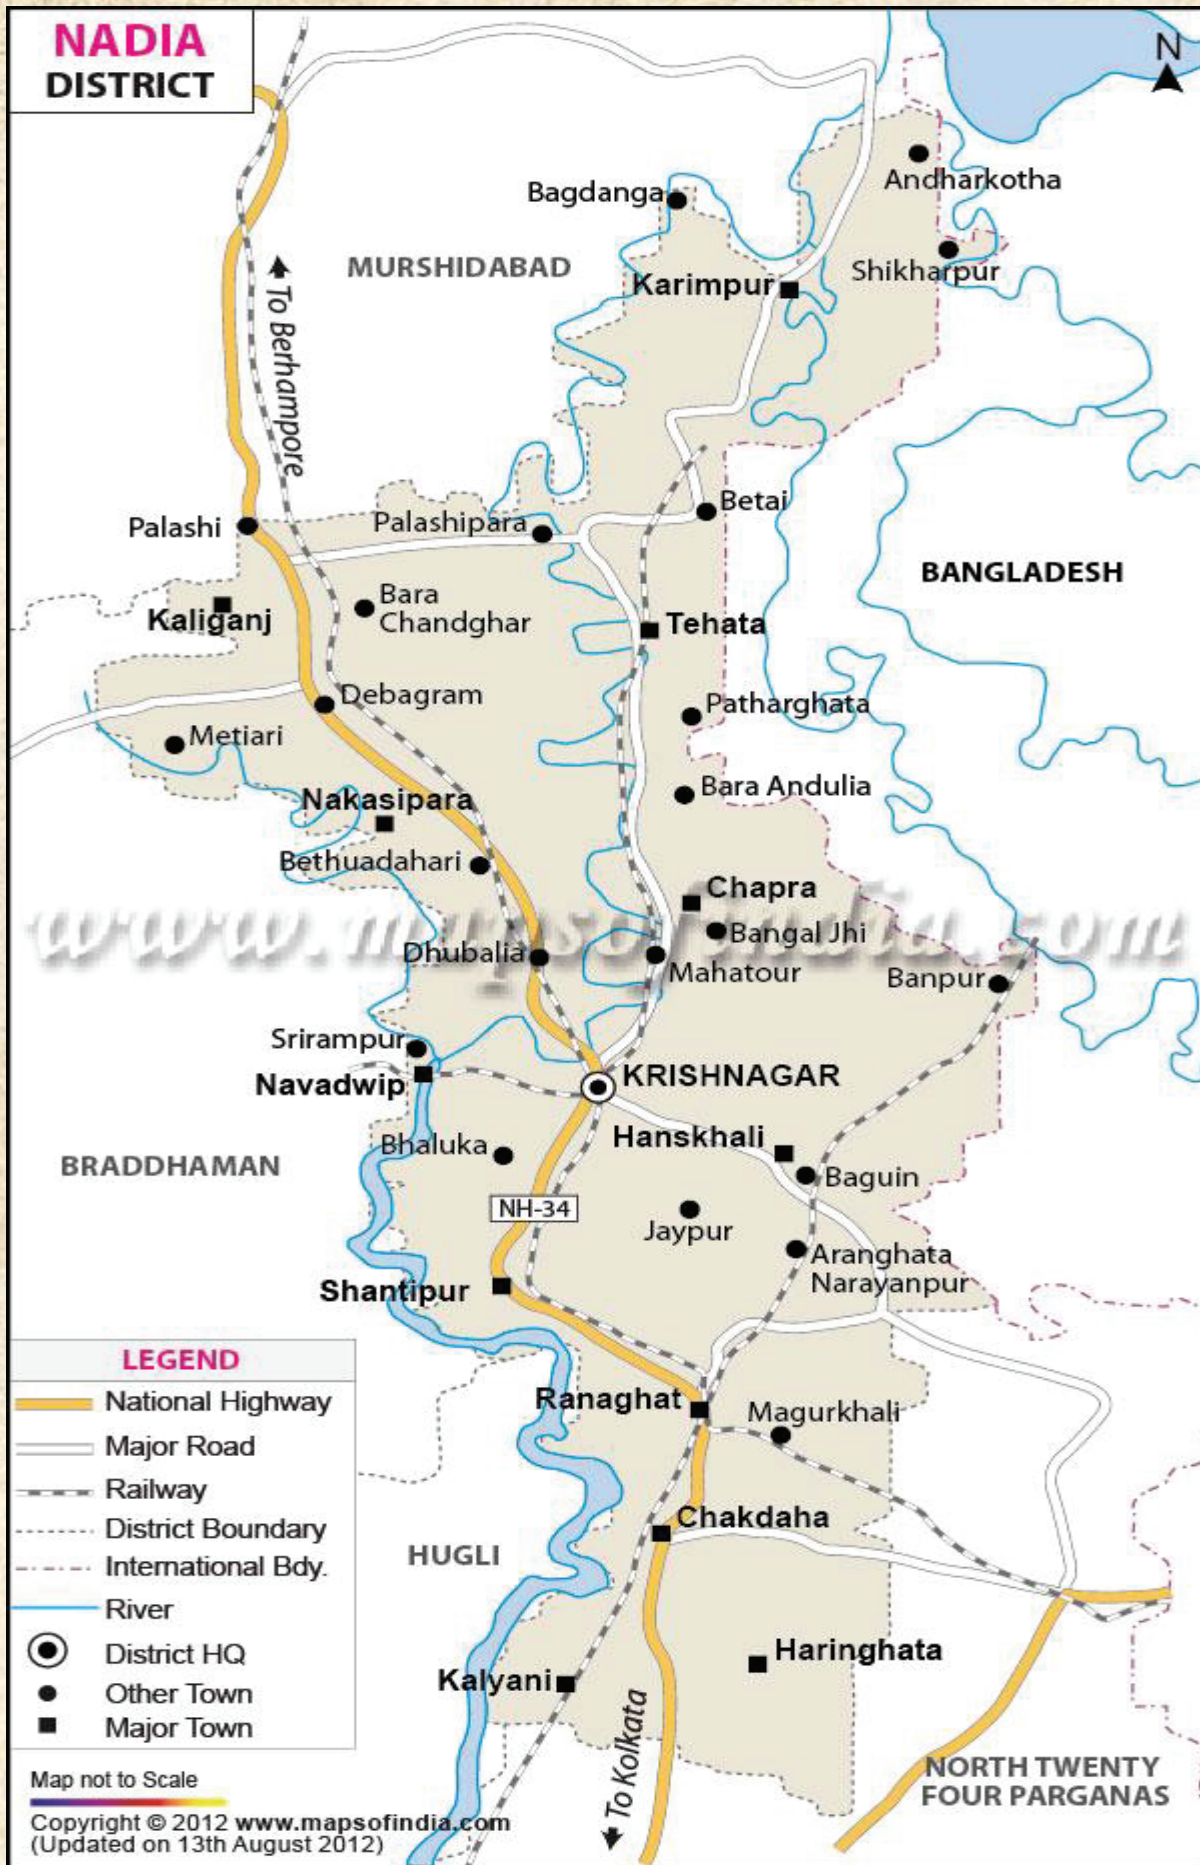 NADIA
DISTRICT
N
Andharkotha
Bagdanga
MURSHIDABAD
Shikharpur
Karimpur
To Berhampore
Betai
Palashi
Palashipara
BANGLADESH
Bara
Chandghar
Kaliganj
Tehata
Debagram
Patharghata
Metiari
Bara Andulia
Nakasipara
Bethuadahari
Chapra
www.mapsofindia.com
Bangal Jhi
Dhubalia
Mahatour
Banpur
Srirampur
Navadwip
KRISHNAGAR
Hanskhali
Bhaluka
BRADDHAMAN
Baguin
NH-34
Jaypur
Aranghata
Narayanpur
Shantipur
LEGEND
National Highway
Major Road
Railway
District Boundary
International Bdy.
River
District HQ
Other Town
Major Town
Ranaghat
Magurkhali
Chakdaha
HUGLI
Haringhata
Kalyani
To Kolkata
NORTH TWENTY
FOUR PARGANAS
Map not to Scale
Copyright © 2012 www.mapsofindia.com
(Updated on 13th August 2012)